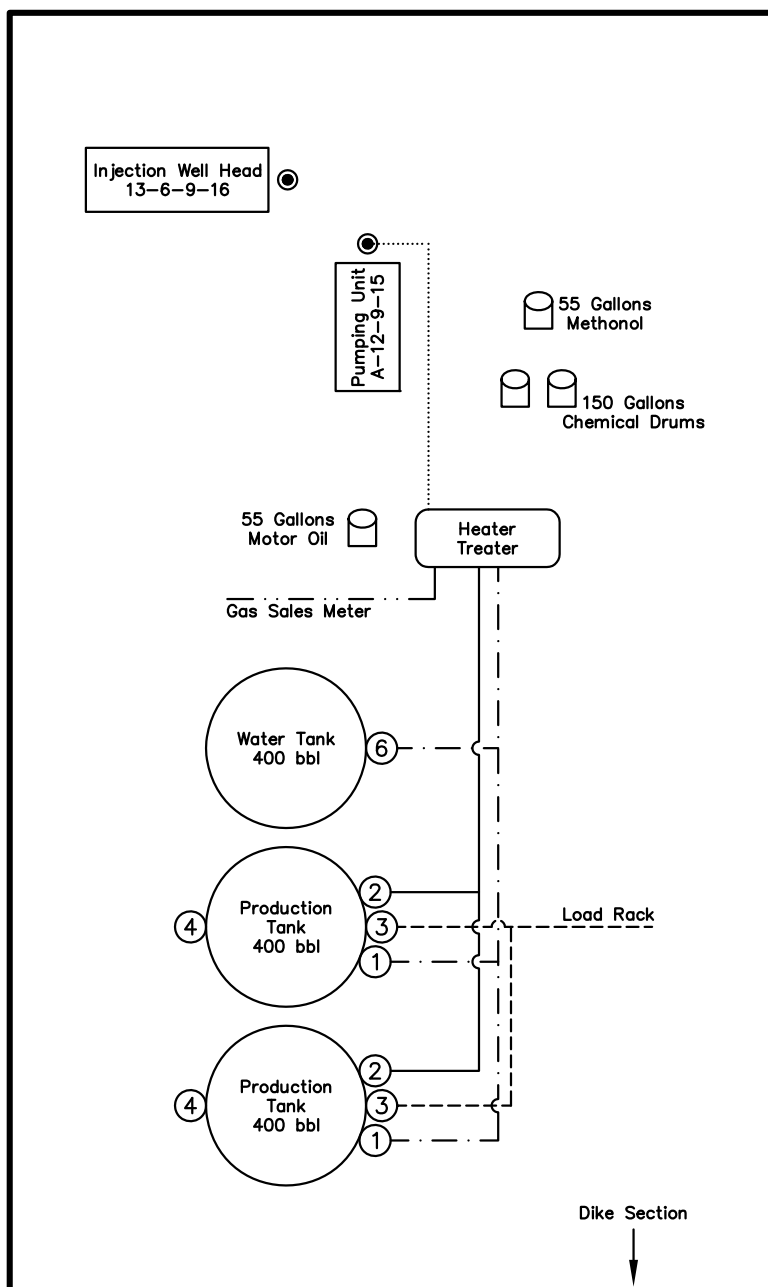 Injection Well Head
13-6-9-16
Pumping Unit
A-12-9-15
55 Gallons
Methonol
150 Gallons
Chemical Drums
55 Gallons
Motor Oil
Heater
Treater
Gas Sales Meter
Water Tank
400 bbl
6
2
Production
Tank
400 bbl
4
3
Load Rack
1
2
Production
Tank
400 bbl
4
3
1
Dike Section